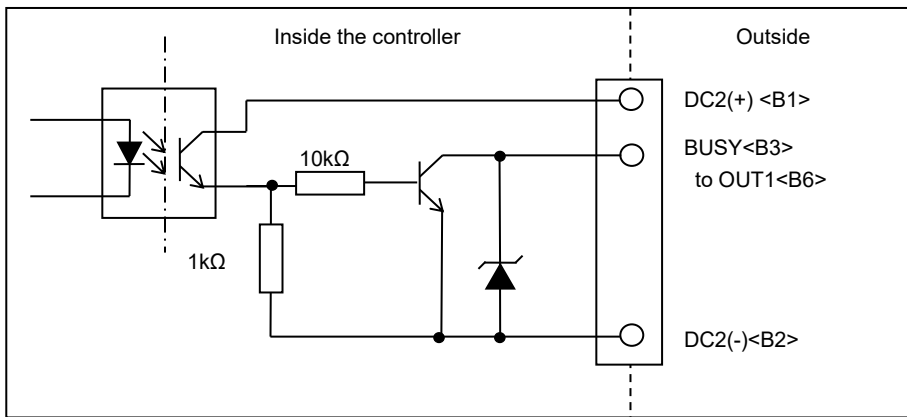 Inside the controller
Outside
DC2(+) <B1>
BUSY<B3>
to OUT1<B6>
10kΩ
1kΩ
DC2(-)<B2>